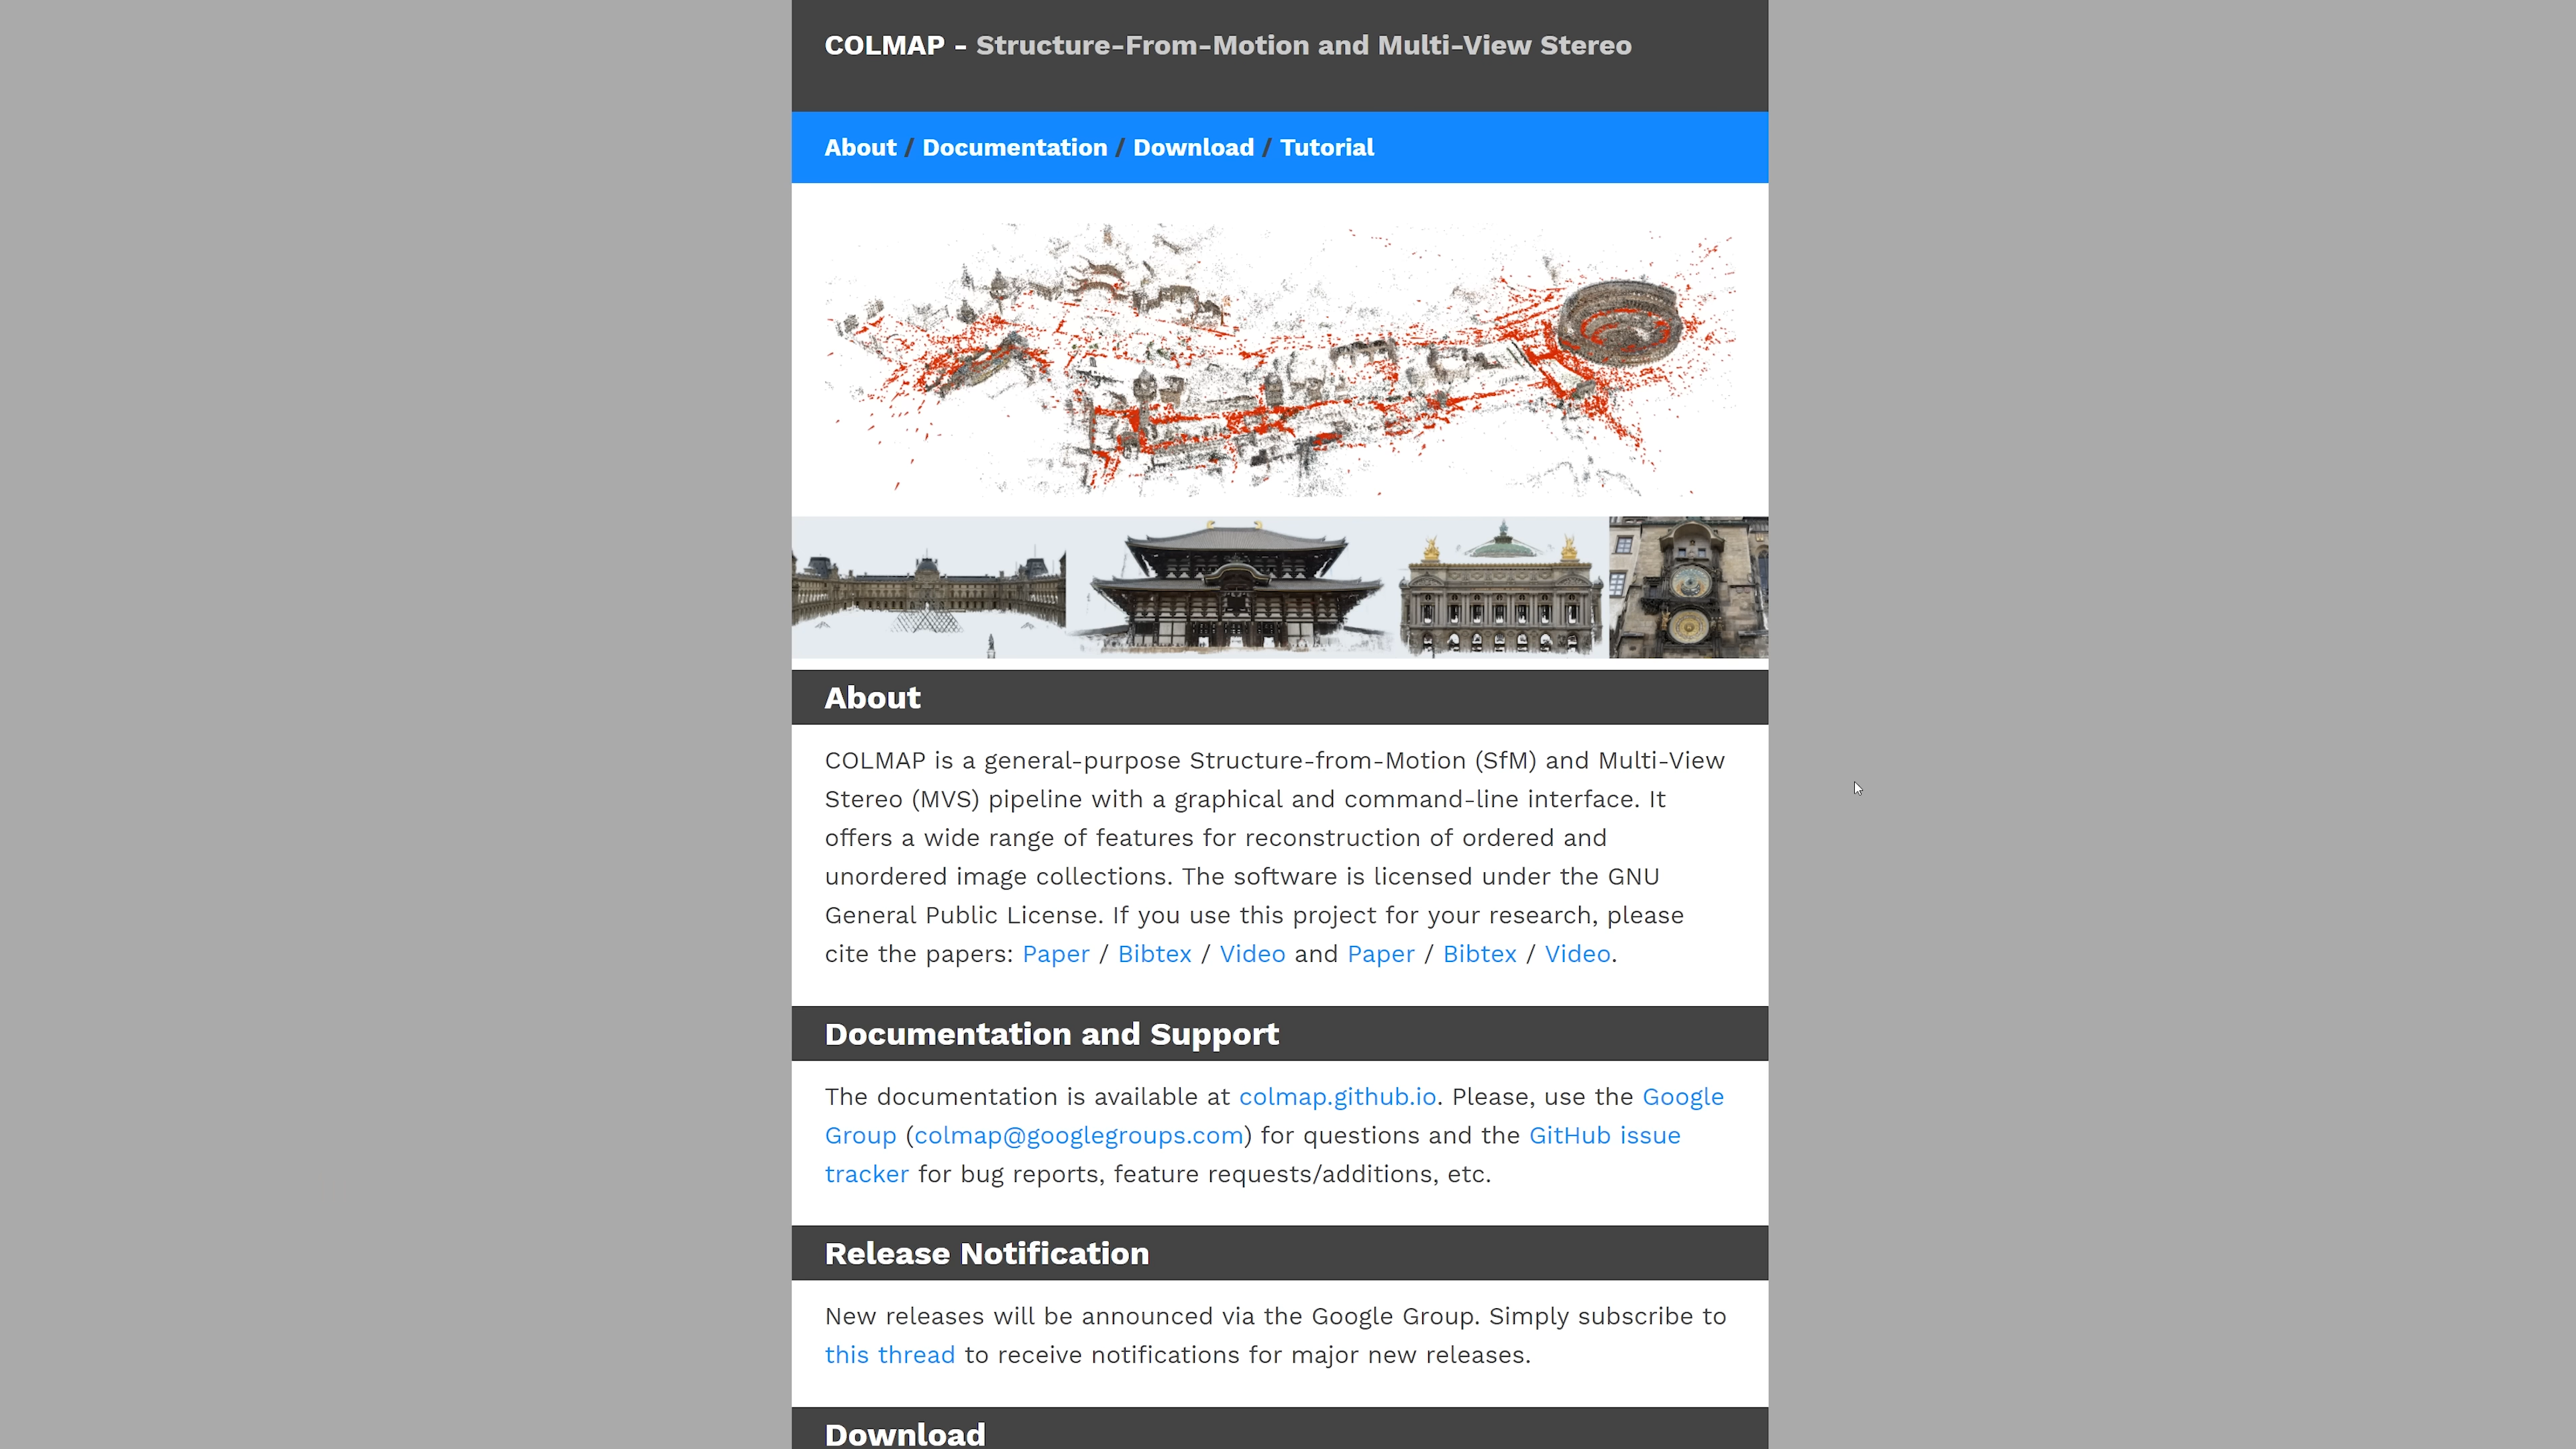 COLMAP - Structure-From-Motion and Multi-View Stereo
About / Documentation / Download / Tutorial
About
COLMAP is a general-purpose Structure-from-Motion (SfM) and Multi-View
Stereo (MVS) pipeline with a graphical and command-line interface. It
offers a wide range of features for reconstruction of ordered and
unordered image collections. The software is licensed under the GNU
General Public License. If you use this project for your research, please
cite the papers: Paper / Bibtex / Video and Paper / Bibtex / Video.
Documentation and Support
The documentation is available at colmap.github.io. Please, use the Google
Group (colmap@googlegroups.com) for questions and the GitHub issue
tracker for bug reports, feature requests/additions, etc.
Release Notification
New releases will be announced via the Google Group. Simply subscribe to
this thread to receive notifications for major new releases.
Download